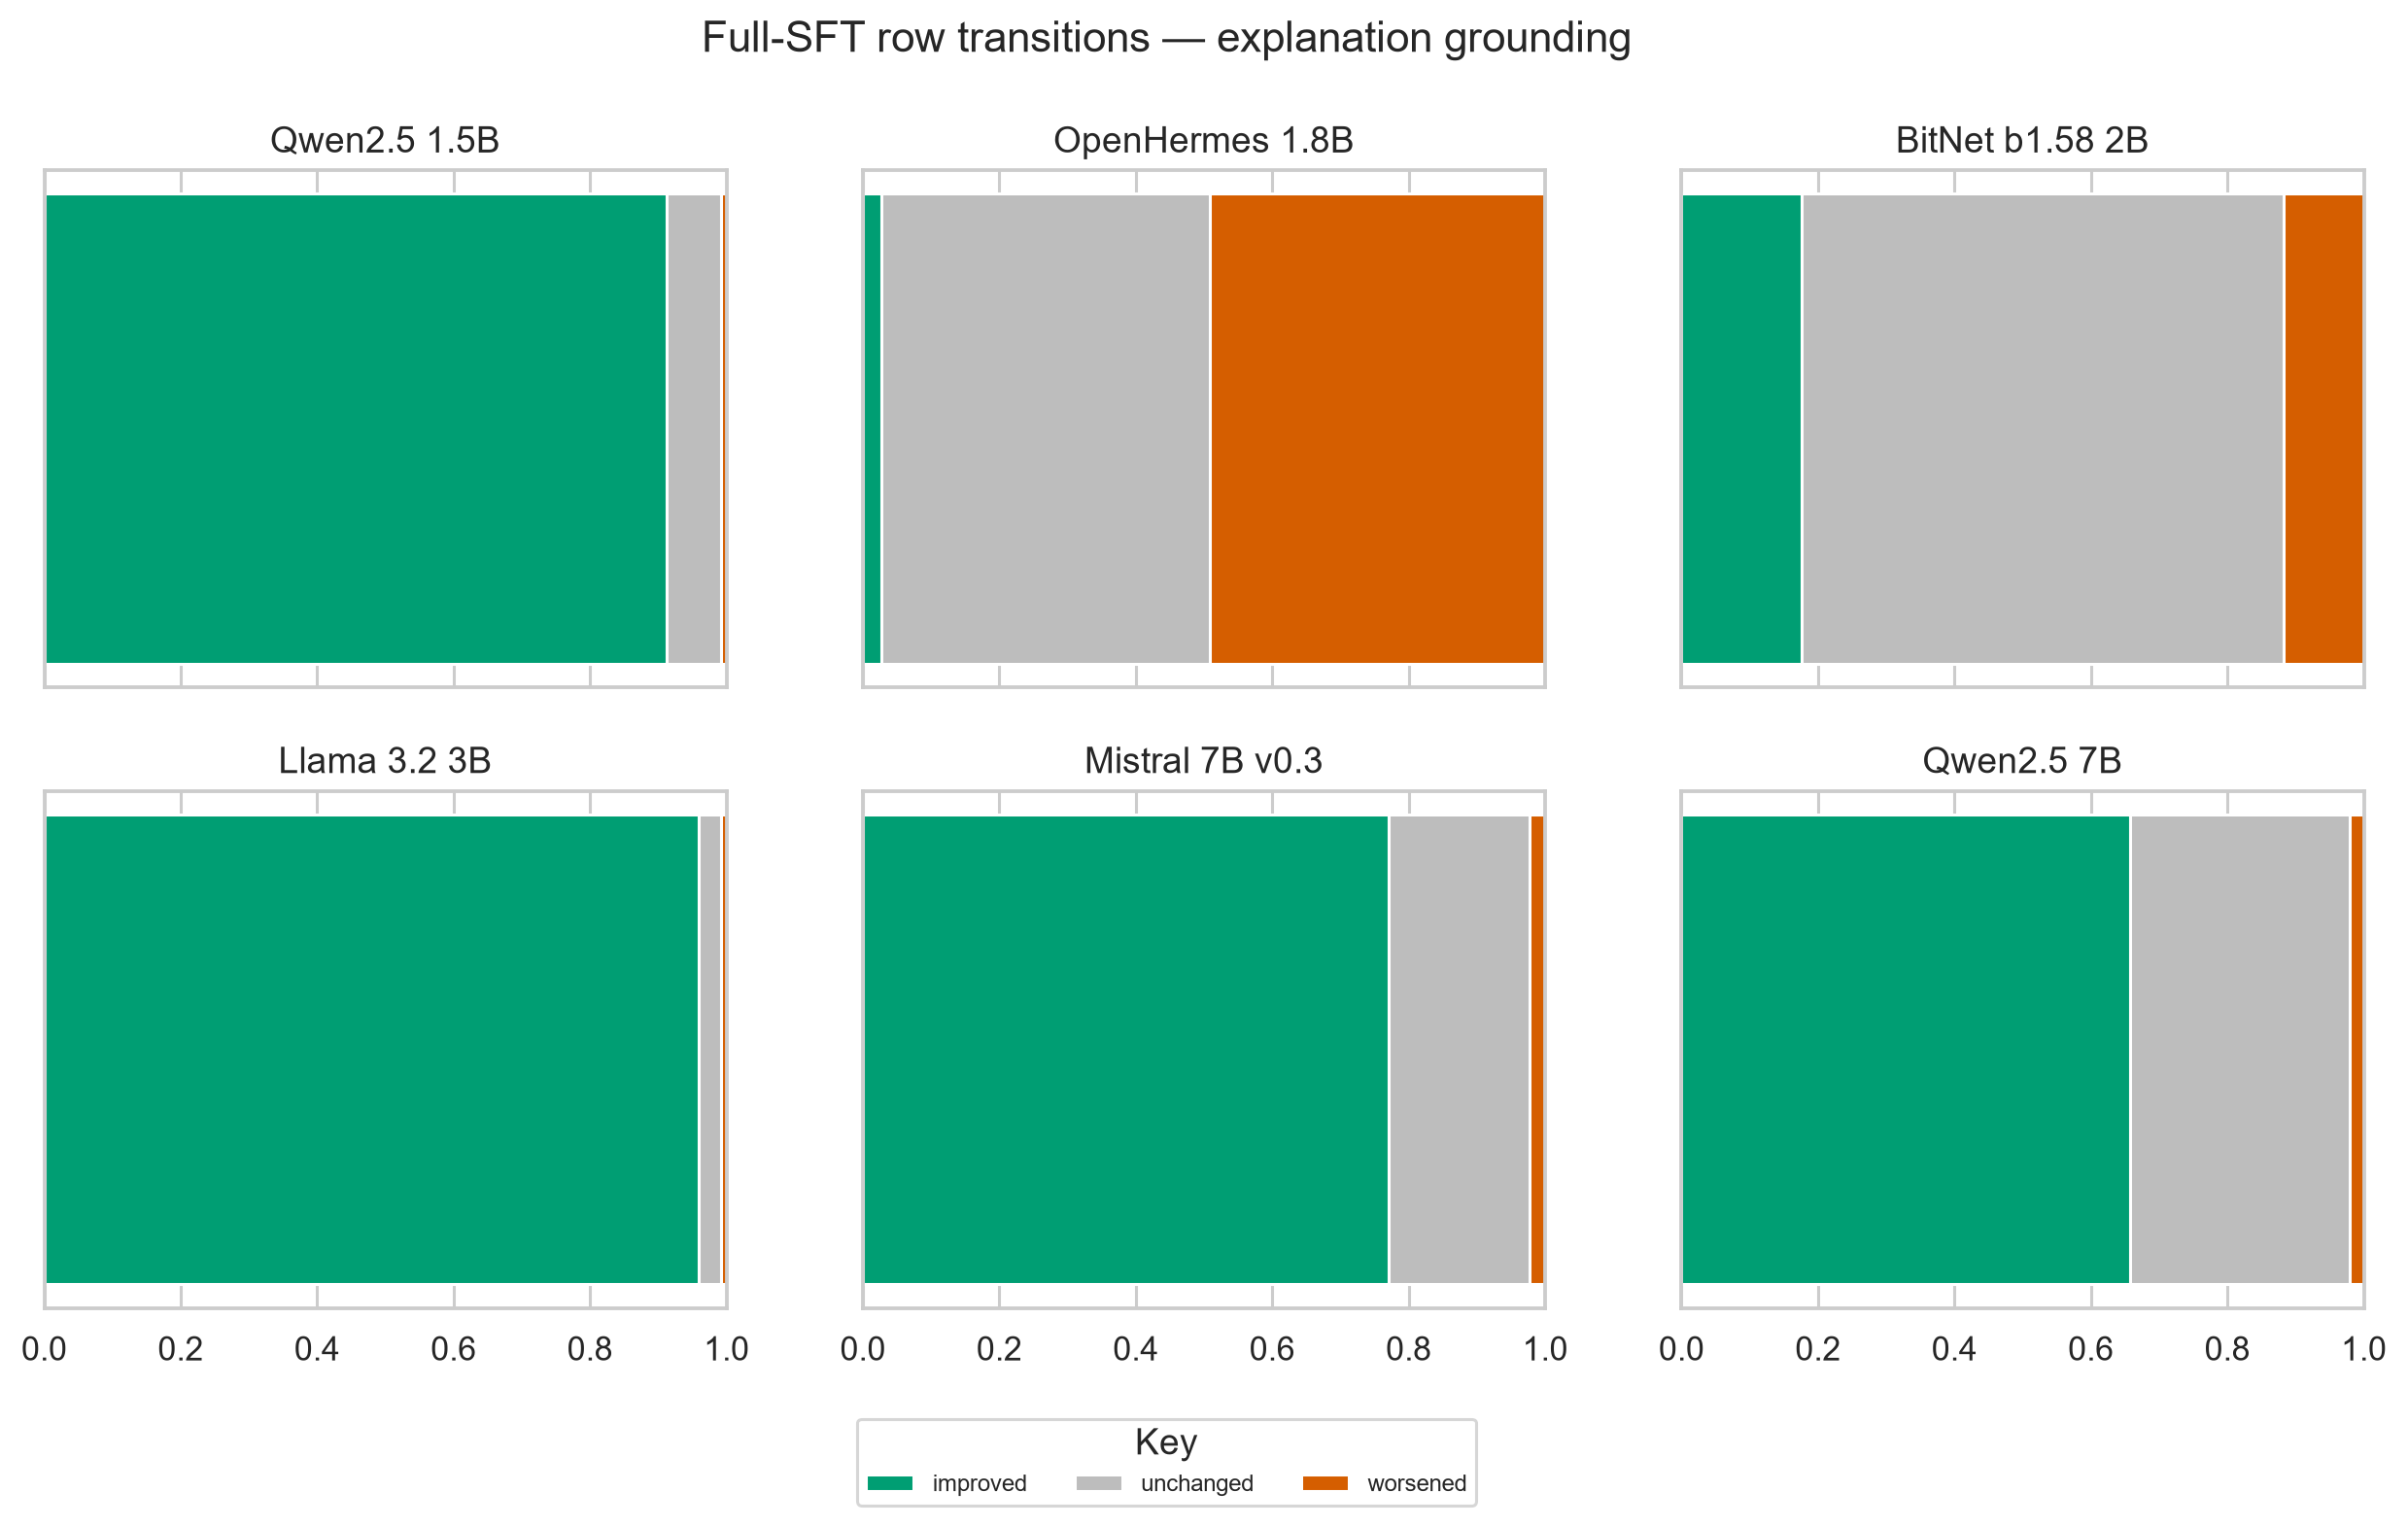 Full-SFT row transitions — explanation grounding
Qwen2.5 1.5B
OpenHermes 1.8B
BitNet b1.58 2B
Llama 3.2 3B
Mistral 7B v0.3
Qwen2.5 7B
0.0 0.2 0.4 0.6 0.8 1.0
0.0 0.2 0.4 0.6 0.8 1.0
0.0 0.2 0.4 0.6 0.8 1.0
Key
improved unchanged worsened